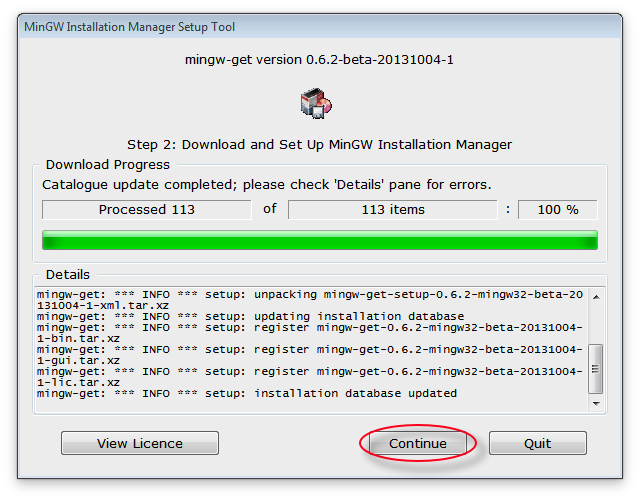 MinGW Installation Manager Setup Tool
mingw-get version 0.6.2-beta-20131004-1
Step 2: Download and Set Up MinGW Installation Manager
Download Progress
Catalogue update completed; please check 'Details' pane for errors.
Processed 113 of 113 items : 100 %
Details
mingw-get: *** INFO *** setup: unpacking mingw-get-setup-0.6.2-mingw32-beta-20
131004-1-xml.tar.xz
mingw-get: *** INFO *** setup: updating installation database
mingw-get: *** INFO *** setup: register mingw-get-0.6.2-mingw32-beta-20131004-
1-bin.tar.xz
mingw-get: *** INFO *** setup: register mingw-get-0.6.2-mingw32-beta-20131004-
1-gui.tar.xz
mingw-get: *** INFO *** setup: register mingw-get-0.6.2-mingw32-beta-20131004-
1-lic.tar.xz
mingw-get: *** INFO *** setup: installation database updated
View Licence Continue Quit